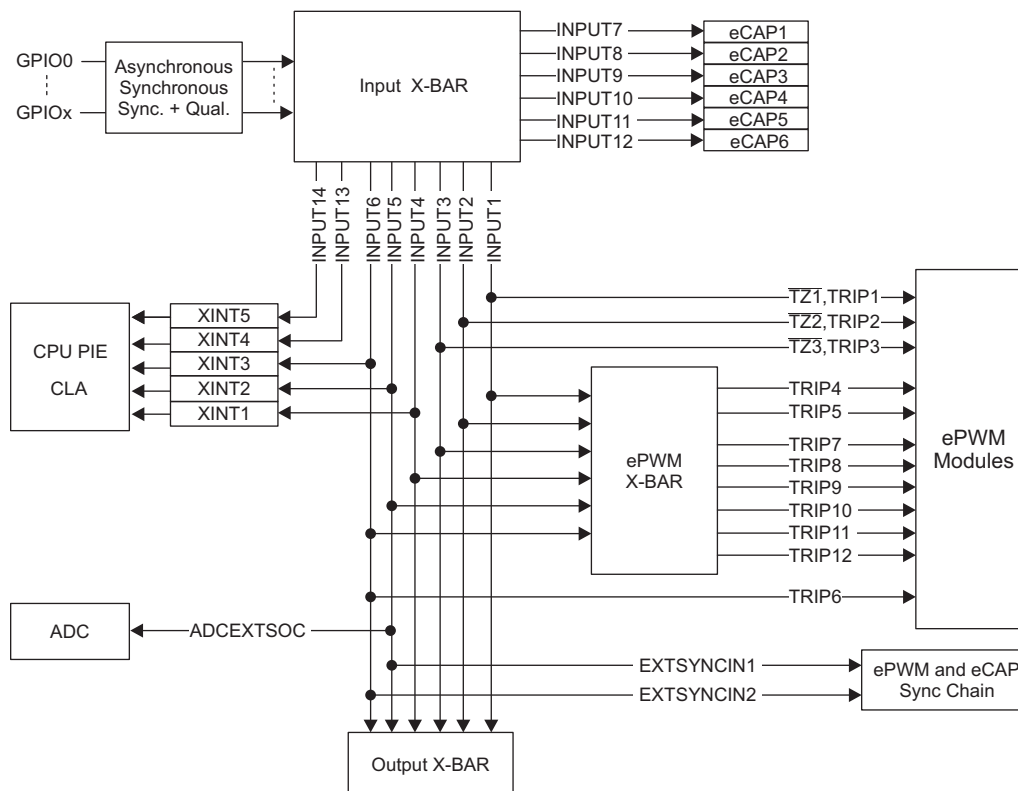 GPIO0
GPIOx
Asynchronous
Synchronous
Sync. + Qual.
Input X-BAR
INPUT7
INPUT8
INPUT9
INPUT10
INPUT11
INPUT12
eCAP1
eCAP2
eCAP3
eCAP4
eCAP5
eCAP6
INPUT14
INPUT13
INPUT6
INPUT5
INPUT4
INPUT3
INPUT2
INPUT1
CPU PIE
CLA
XINT5
XINT4
XINT3
XINT2
XINT1
T̅Z̅1̅,TRIP1
T̅Z̅2̅,TRIP2
T̅Z̅3̅,TRIP3
ePWM
X-BAR
TRIP4
TRIP5
TRIP7
TRIP8
TRIP9
TRIP10
TRIP11
TRIP12
TRIP6
ePWM
Modules
ADC
ADCEXTSOC
EXTSYNCIN1
EXTSYNCIN2
ePWM and eCAP
Sync Chain
Output X-BAR